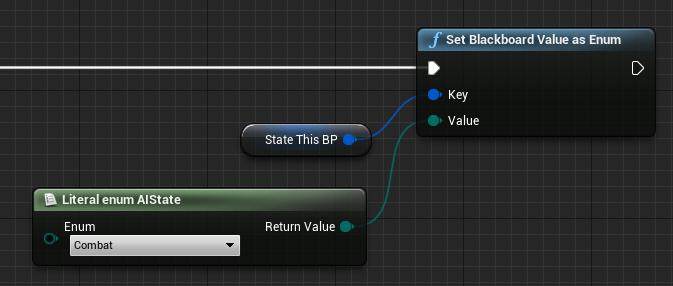 Set Blackboard Value as Enum
Key
State This BP
Value
Literal enum AIState
Enum
Return Value
Combat